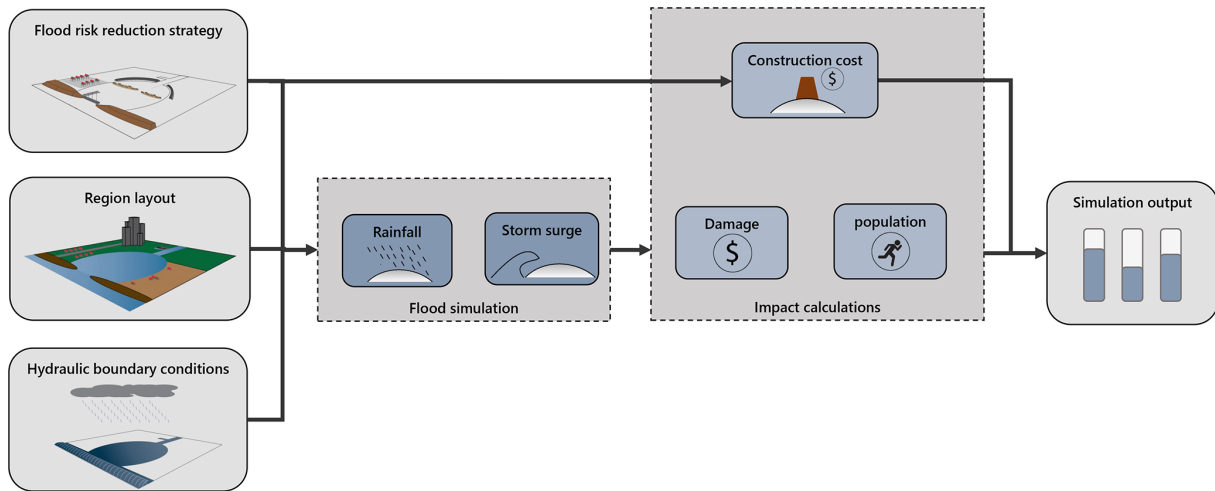 Flood risk reduction strategy
Construction cost
$
Region layout
Rainfall
Storm surge
Flood simulation
Damage
$
population
Impact calculations
Simulation output
Hydraulic boundary conditions